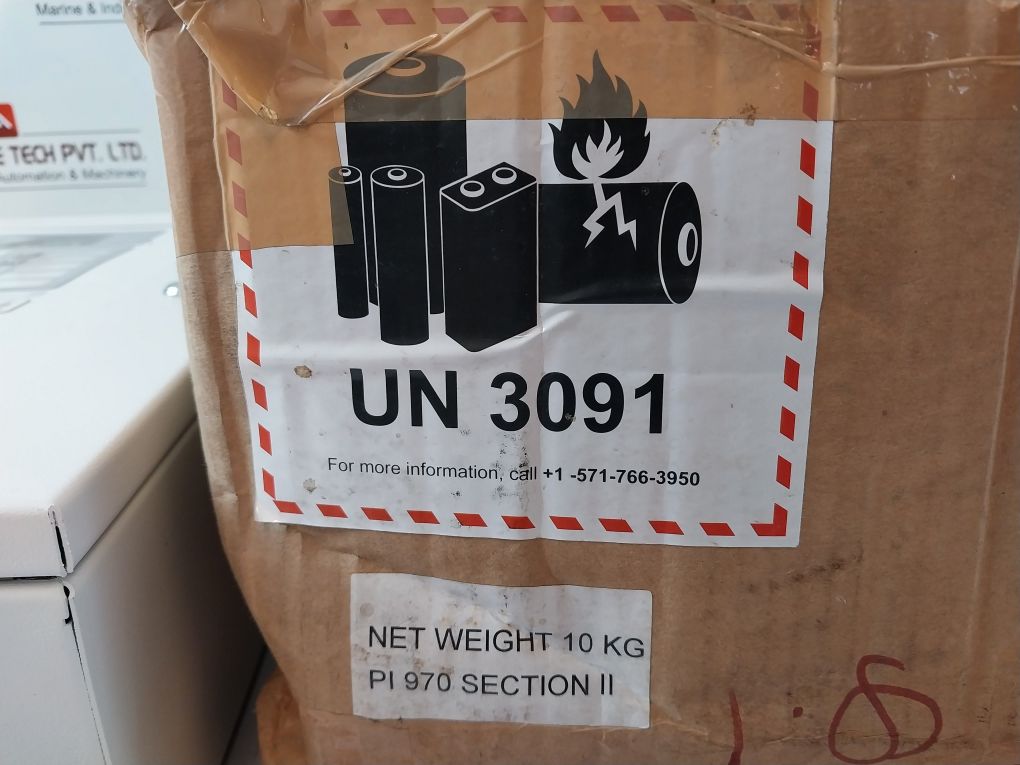 Marine & Ind
E TECH PVT. LTD.
Automation & Machinery
UN 3091
For more information, call +1 -571-766-3950
NET WEIGHT 10 KG
PI 970 SECTION II